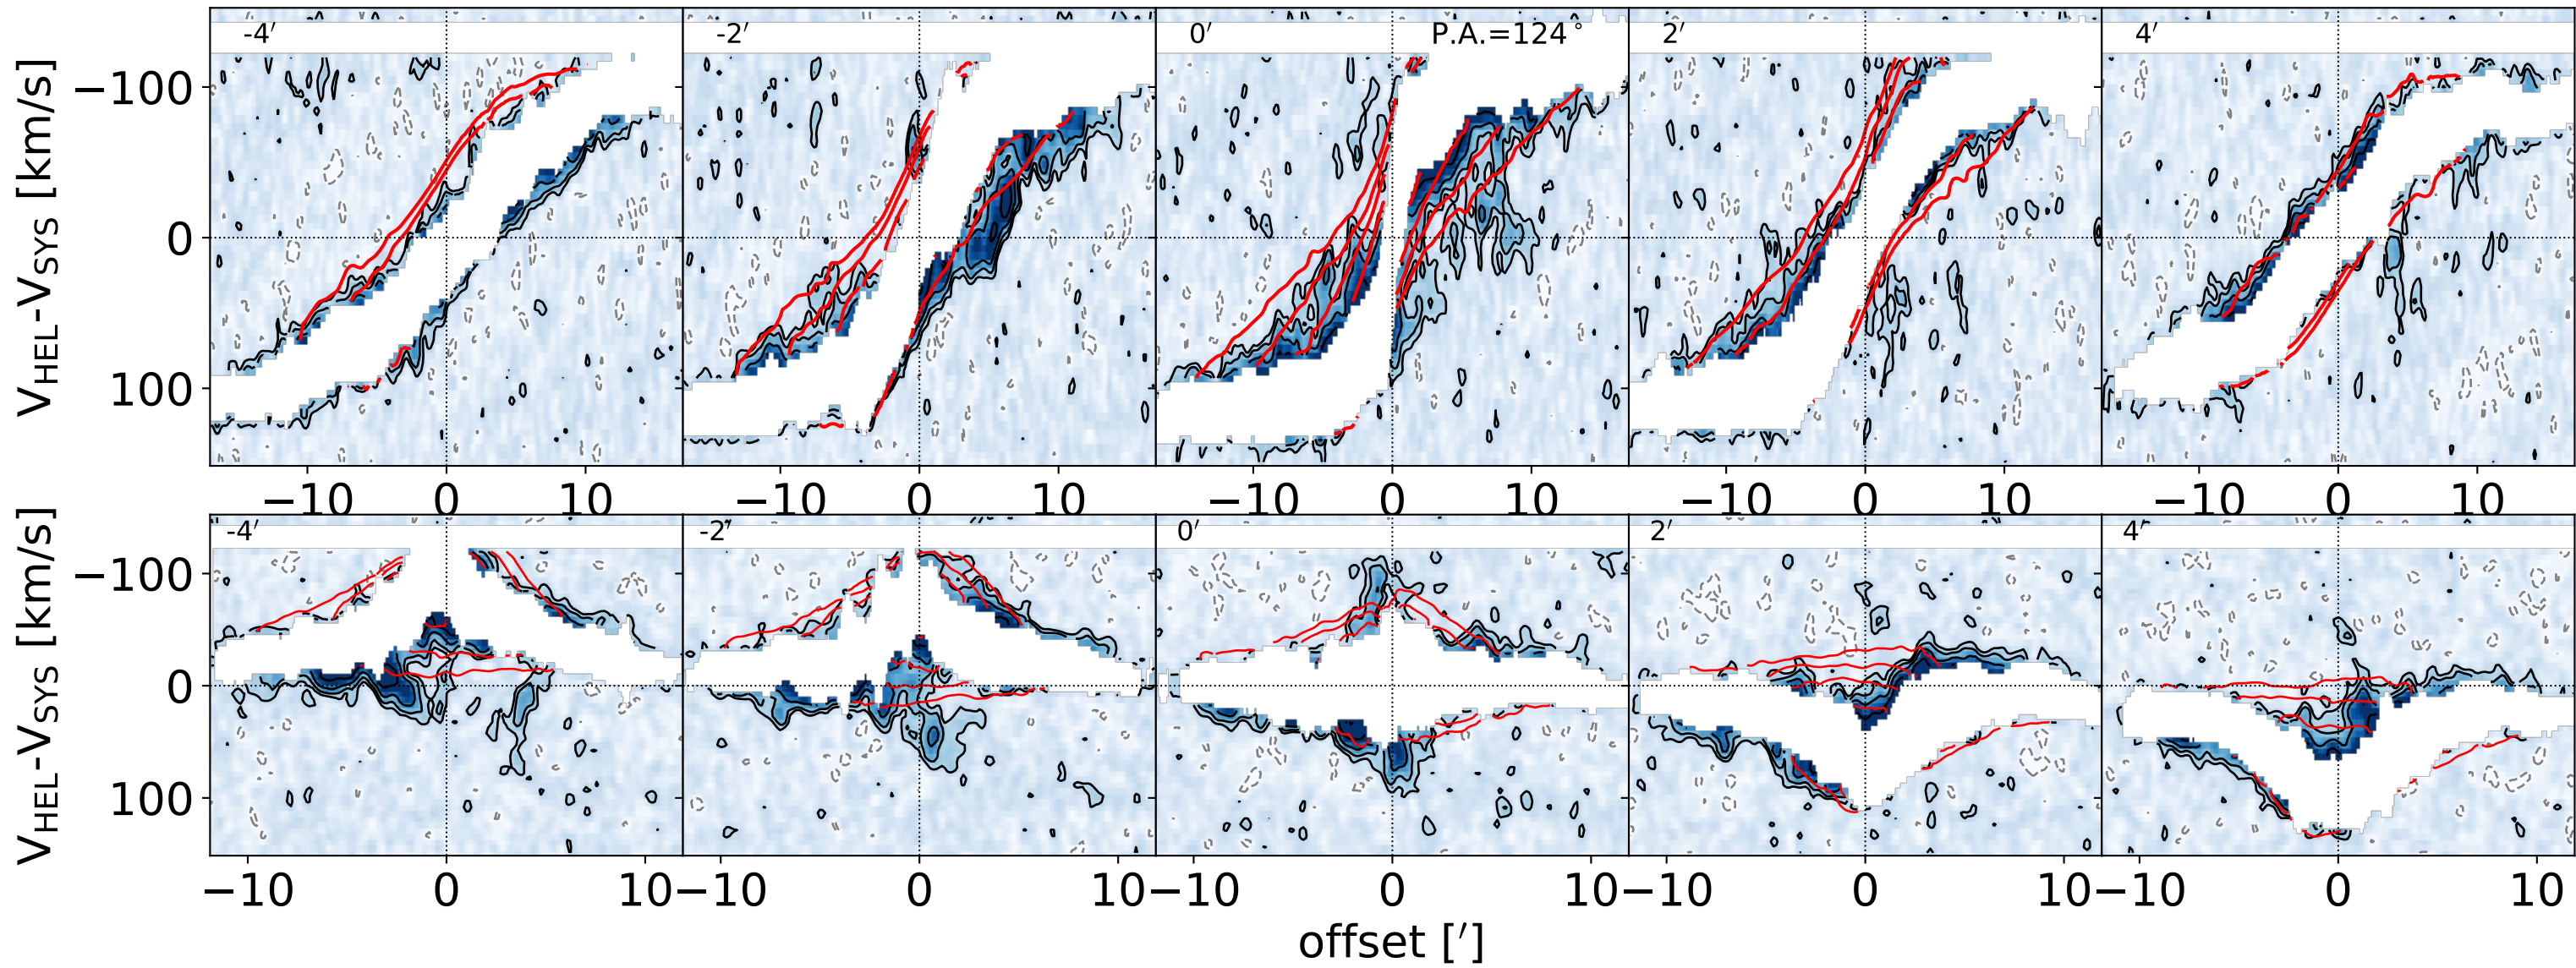 -4′ -2′ 0′ P.A.=124° 2′ 4′
V_HEL-V_SYS [km/s]
−100
0
100
−10 0 10 −10 0 10 −10 0 10 −10 0 10 −10 0 10
-4′ -2′ 0′ 2′ 4′
V_HEL-V_SYS [km/s]
−100
0
100
−10 0 10 −10 0 10 −10 0 10 −10 0 10 −10 0 10
offset [′]